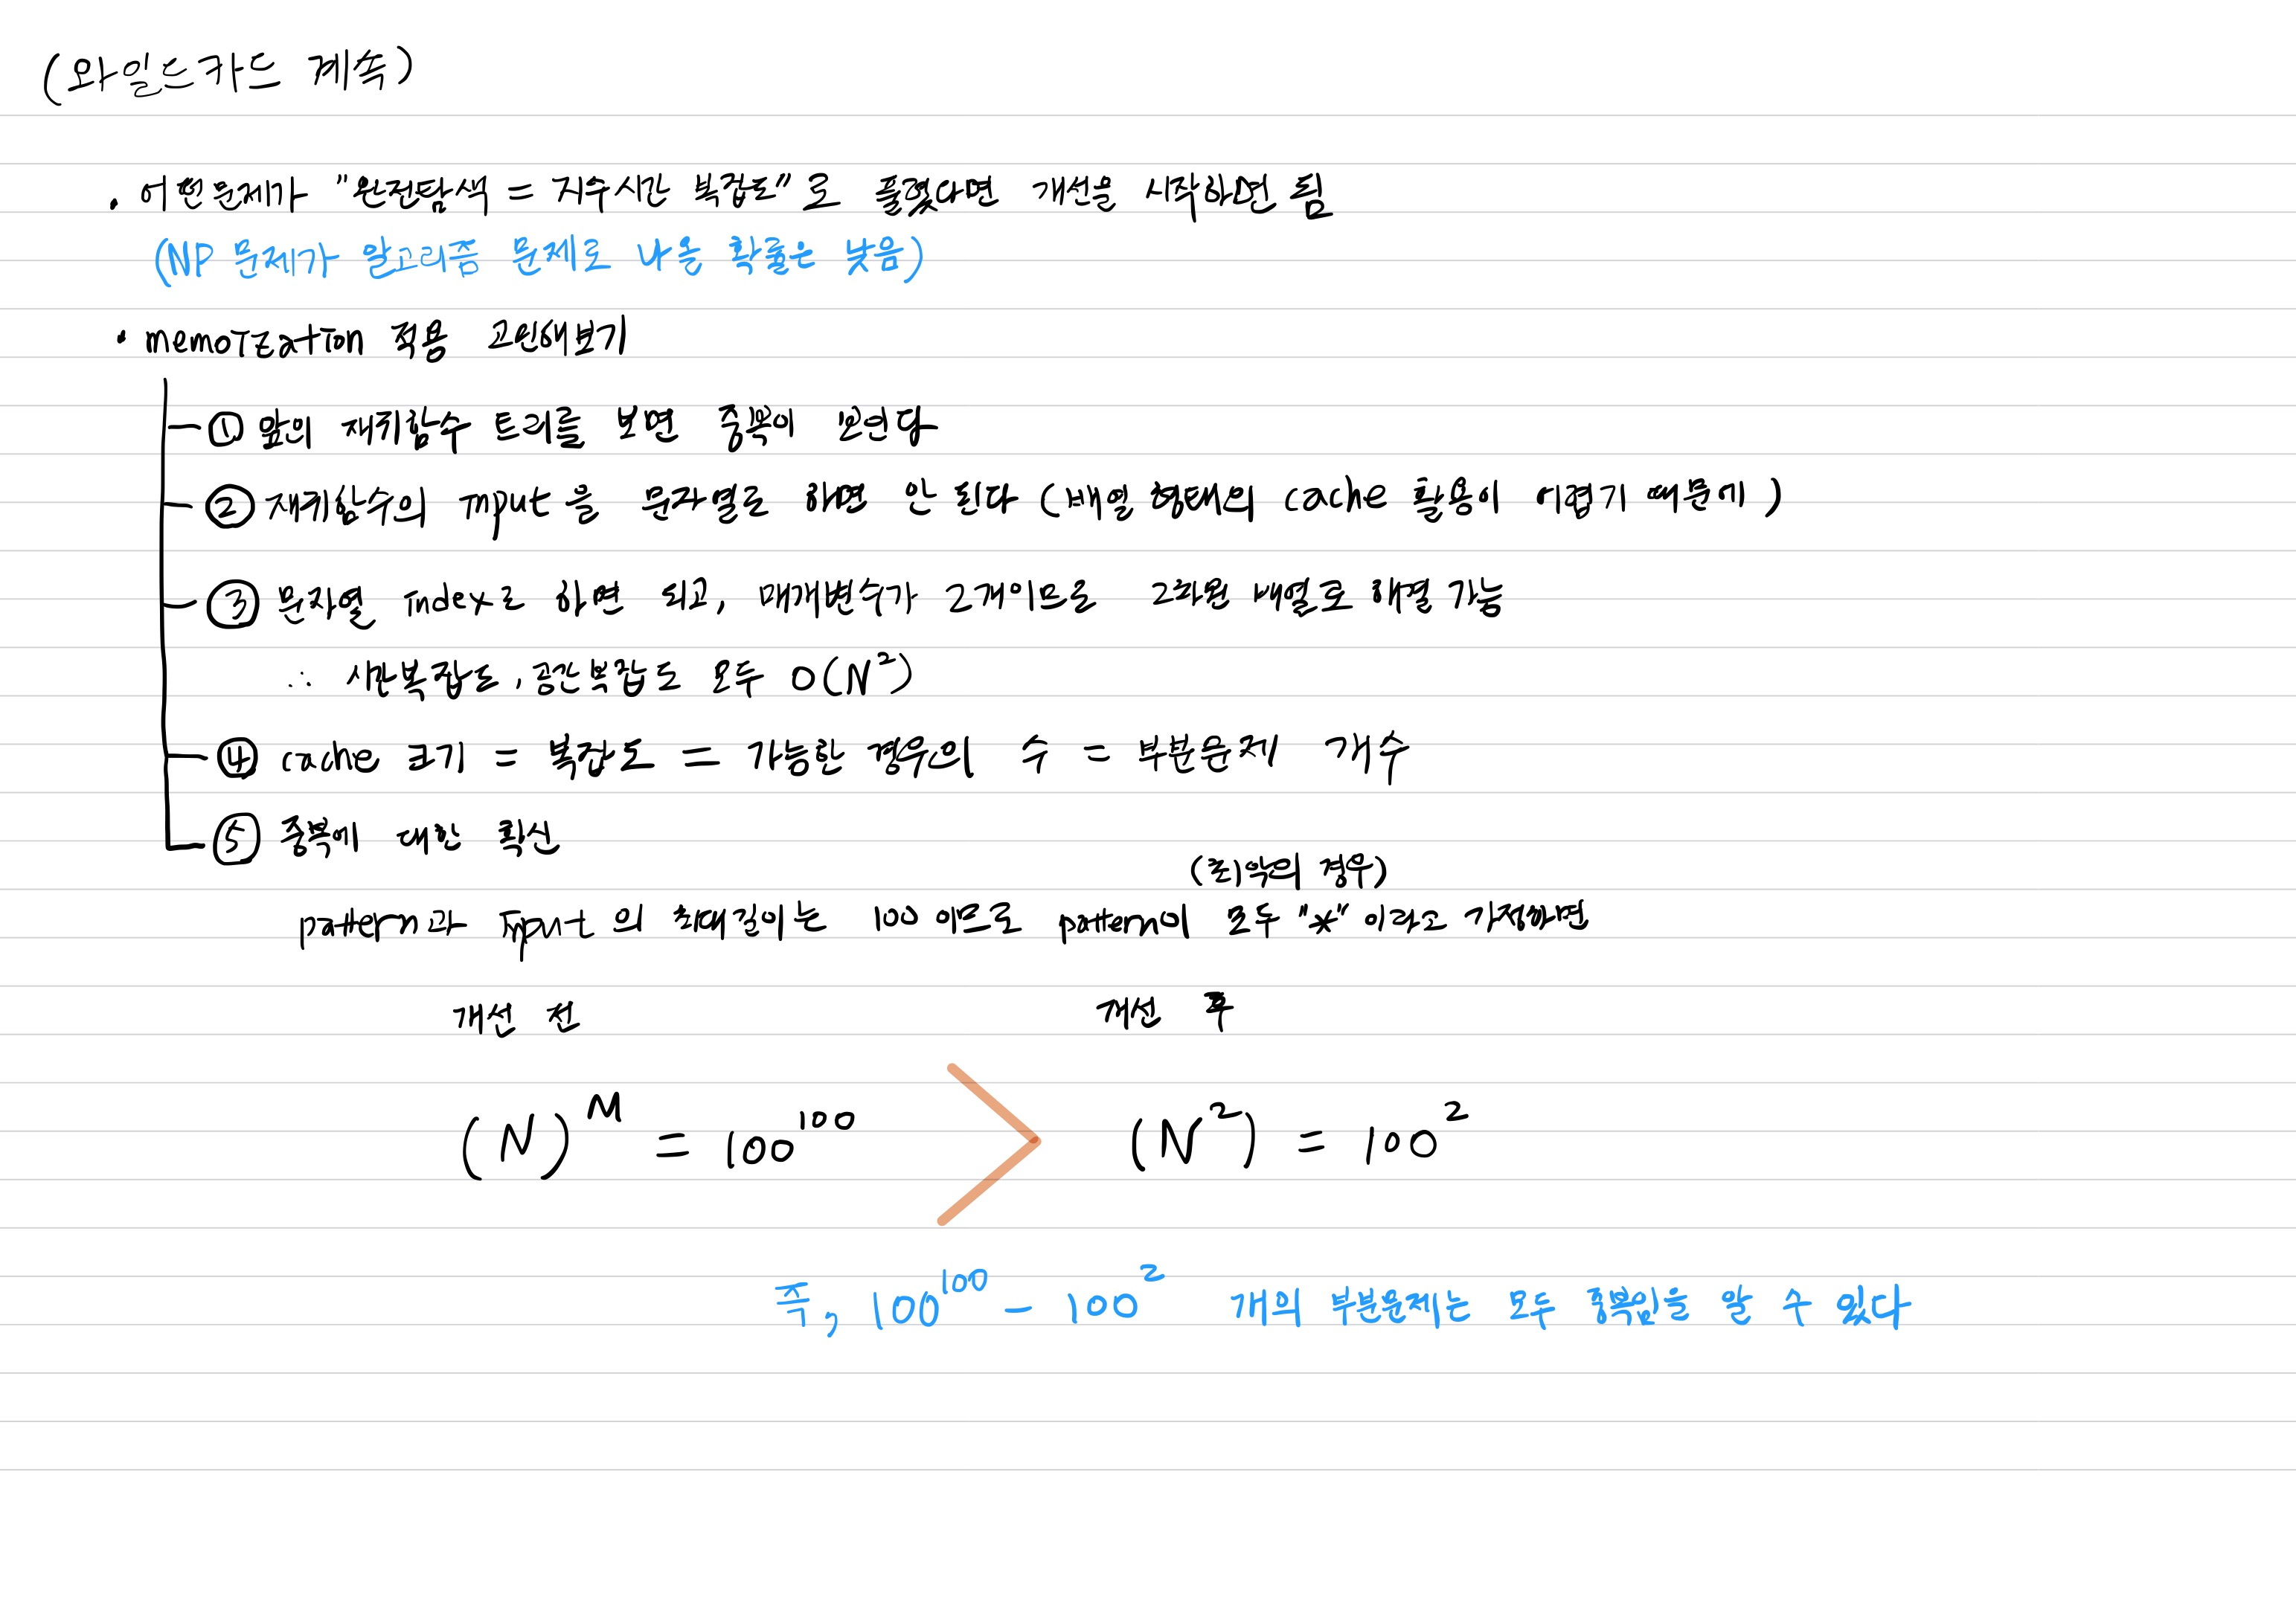 (와일드카드 계속)
• 어떤문제가 "완전탐색 = 지수시간 복잡도"로 풀렸다면 개선을 시작하면 됨
(NP 문제가 알고리즘 문제로 나올 확률은 낮음)
• memoization 적용 고민해보기
① 앞의 재귀함수 트리를 보면 중복이 보인다
② 재귀함수의 input을 문자열로 하면 안 된다 (배열 형태의 cache 활용이 어렵기 때문에)
③ 문자열 index로 하면 되고, 매개변수가 2개이므로 2차원 배열로 해결 가능
∴ 시간복잡도, 공간복잡도 모두 O(N²)
④ cache 크기 = 복잡도 = 가능한 경우의 수 = 부분문제 개수
⑤ 중복에 대한 확신
(최악의 경우)
pattern과 input의 최대길이는 100이므로 pattern이 모두 "*"이라고 가정하면
개선 전 개선 후
(N)^M = 100^100 > (N²) = 100²
즉, 100^100 - 100² 개의 부분문제는 모두 중복임을 알 수 있다